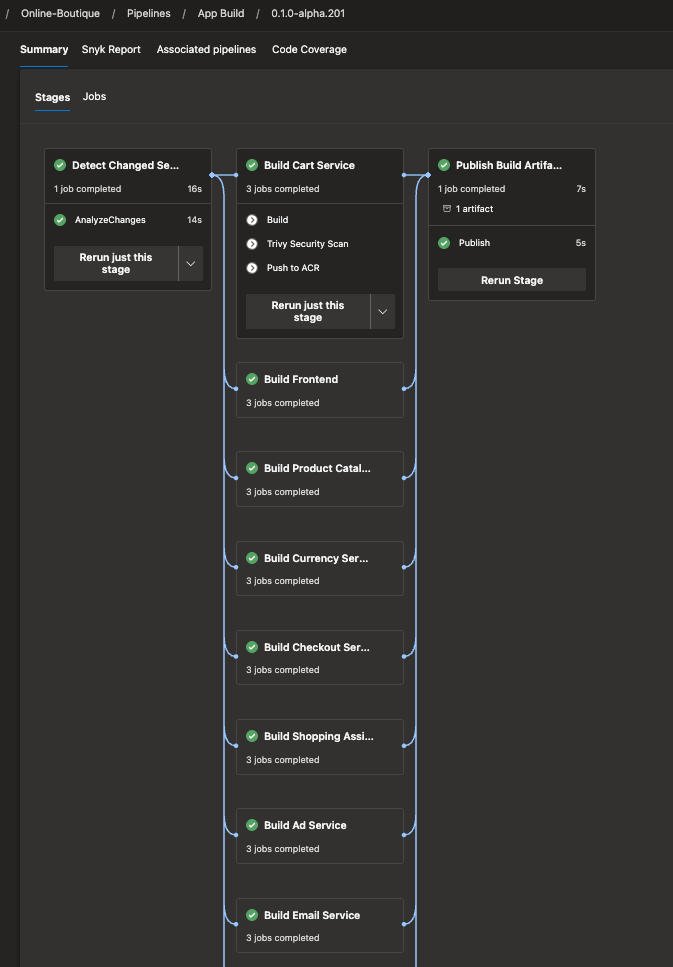 / Online-Boutique / Pipelines / App Build / 0.1.0-alpha.201
Summary Snyk Report Associated pipelines Code Coverage
Stages Jobs
Detect Changed Se...
1 job completed 16s
AnalyzeChanges 14s
Rerun just this
stage
Build Cart Service
3 jobs completed
Build
Trivy Security Scan
Push to ACR
Rerun just this
stage
Publish Build Artifa...
1 job completed 7s
1 artifact
Publish 5s
Rerun Stage
Build Frontend
3 jobs completed
Build Product Catal...
3 jobs completed
Build Currency Ser...
3 jobs completed
Build Checkout Ser...
3 jobs completed
Build Shopping Assi...
3 jobs completed
Build Ad Service
3 jobs completed
Build Email Service
3 jobs completed